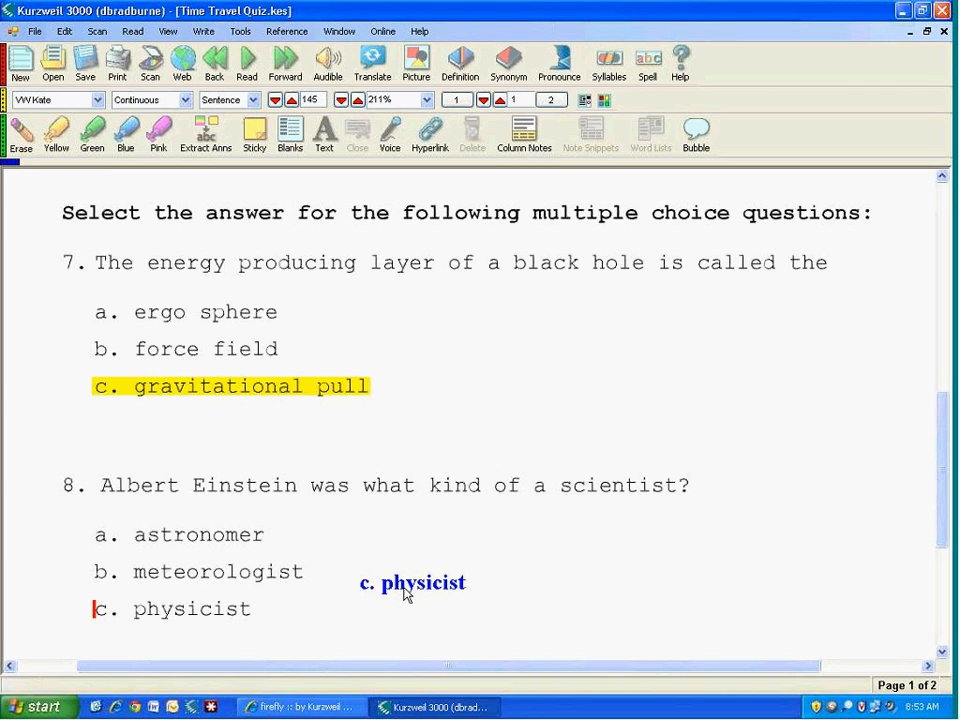 Kurzweil 3000 (dbradburne) - [Time Travel Quiz.kes]
File Edit Scan Read View Write Tools Reference Window Online Help
New Open Save Print Scan Web Back Read Forward Audible Translate Picture Definition Synonym Pronounce Syllables Spell Help
VW Kate Continuous Sentence 145 211% 1 1 2
Erase Yellow Green Blue Pink Extract Anns Sticky Blanks Text Close Voice Hyperlink Delete Column Notes Note Snippets Word Lists Bubble
Select the answer for the following multiple choice questions:
7. The energy producing layer of a black hole is called the
a. ergo sphere
b. force field
c. gravitational pull
8. Albert Einstein was what kind of a scientist?
a. astronomer
b. meteorologist
c. physicist
c. physicist
Page 1 of 2
start firefly :: by Kurzweil ... Kurzweil 3000 (dbrad... 8:53 AM